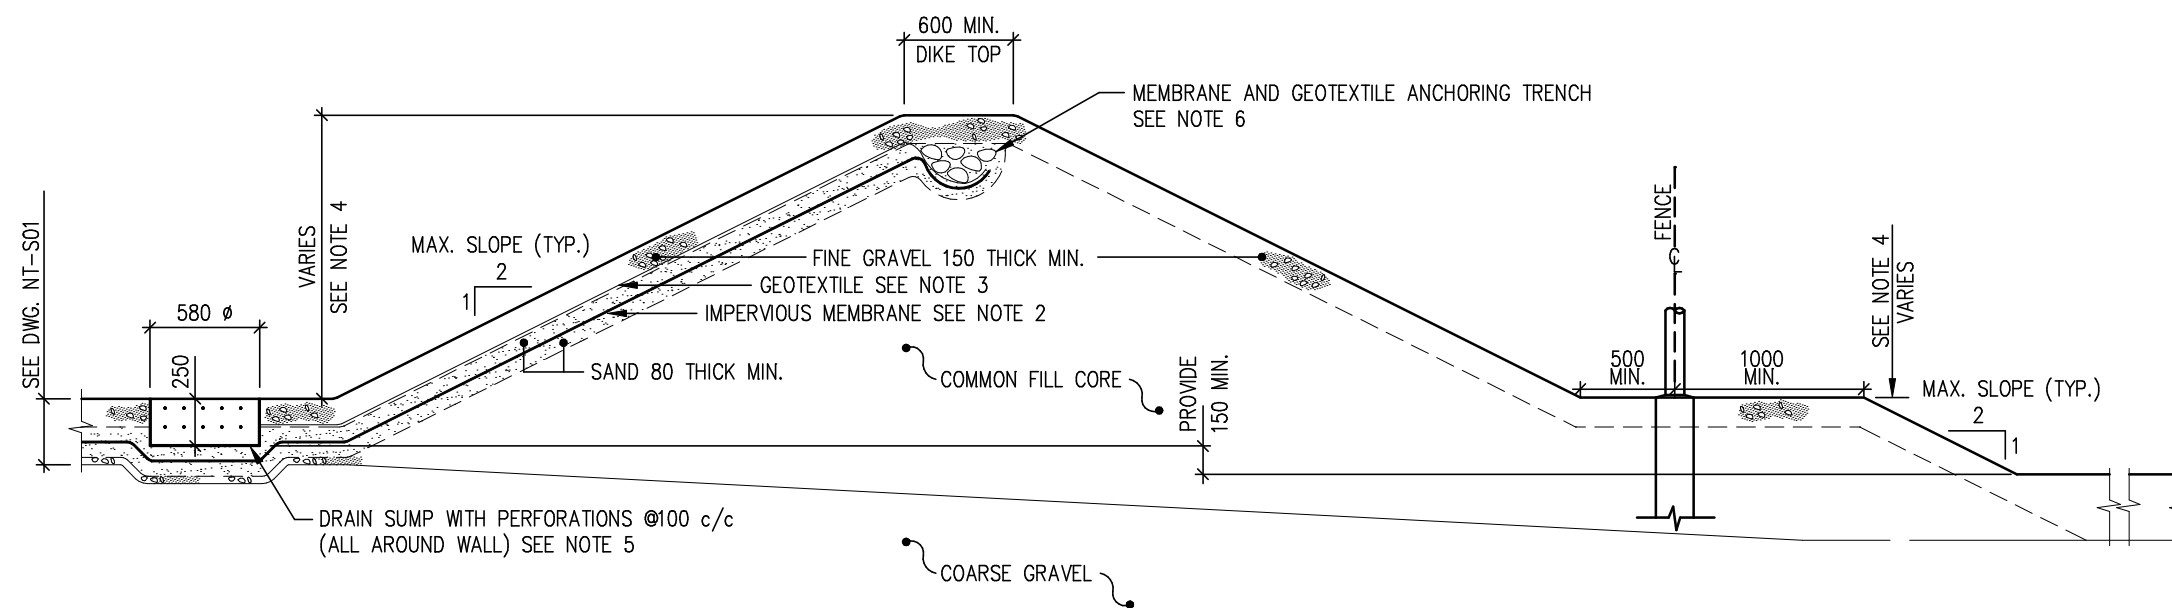 600 MIN.
DIKE TOP
MEMBRANE AND GEOTEXTILE ANCHORING TRENCH
SEE NOTE 6
SEE DWG. NT-S01
VARIES
SEE NOTE 4
MAX. SLOPE (TYP.)
2
1
580 ø
250
FINE GRAVEL 150 THICK MIN.
GEOTEXTILE SEE NOTE 3
IMPERVIOUS MEMBRANE SEE NOTE 2
SAND 80 THICK MIN.
COMMON FILL CORE
PROVIDE
150 MIN.
FENCE
C
500
MIN.
1000
MIN.
SEE NOTE 4
VARIES
MAX. SLOPE (TYP.)
2
1
DRAIN SUMP WITH PERFORATIONS @100 c/c
(ALL AROUND WALL) SEE NOTE 5
COARSE GRAVEL